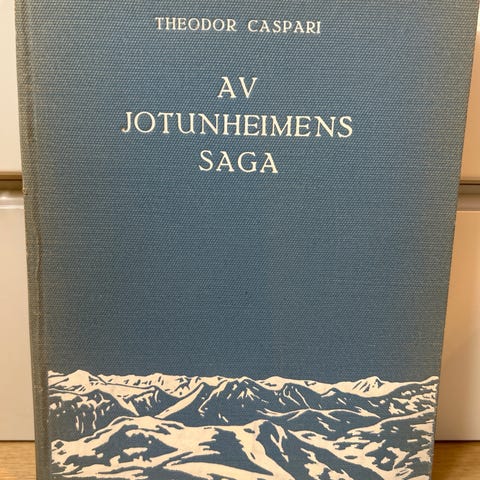 THEODOR CASPARI
AV
JOTUNHEIMENS
SAGA